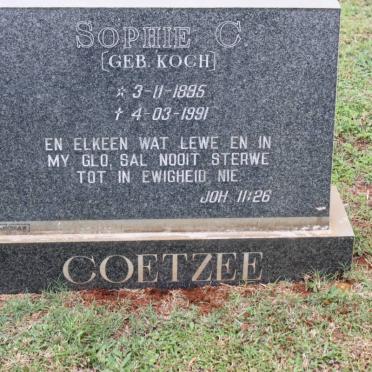 SOPHIE C.
[GEB. KOCH]
☆ 3-11-1895
† 4-03-1991
EN ELKEEN WAT LEWE EN IN
MY GLO, SAL NOOIT STERWE
TOT IN EWIGHEID NIE.
JOH 11:26
COETZEE